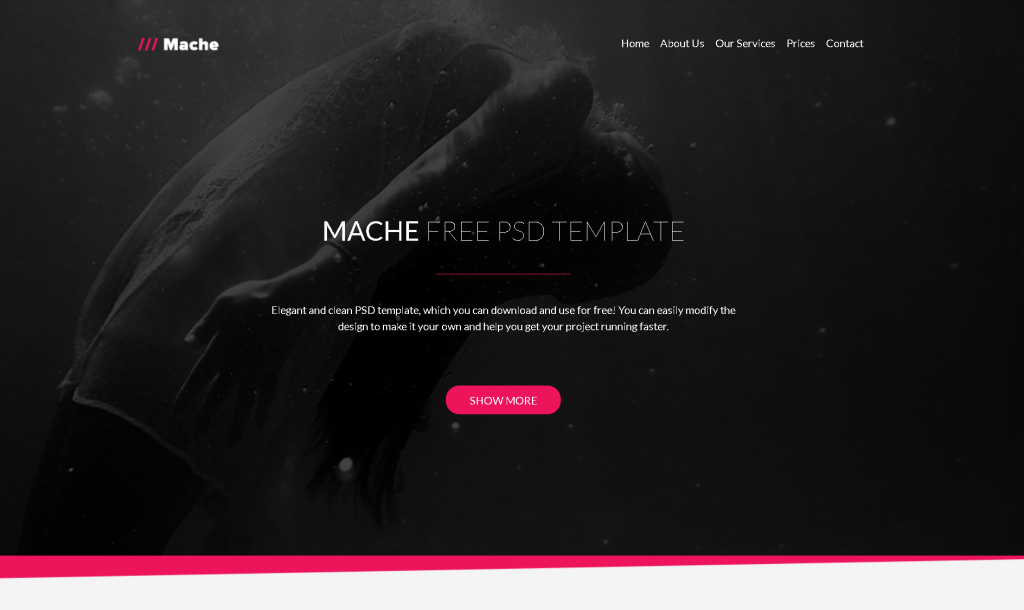 /// Mache
Home About Us Our Services Prices Contact
MACHE FREE PSD TEMPLATE
Elegant and clean PSD template, which you can download and use for free! You can easily modify the
design to make it your own and help you get your project running faster.
SHOW MORE